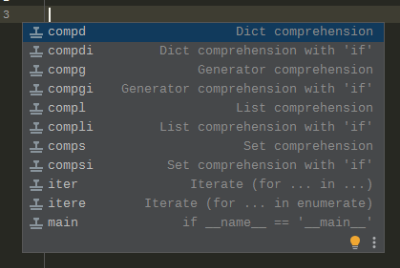 3
compd Dict comprehension
compdi Dict comprehension with 'if'
compg Generator comprehension
compgi Generator comprehension with 'if'
compl List comprehension
compli List comprehension with 'if'
comps Set comprehension
compsi Set comprehension with 'if'
iter Iterate (for ... in ...)
itere Iterate (for ... in enumerate)
main if __name__ == '__main__'